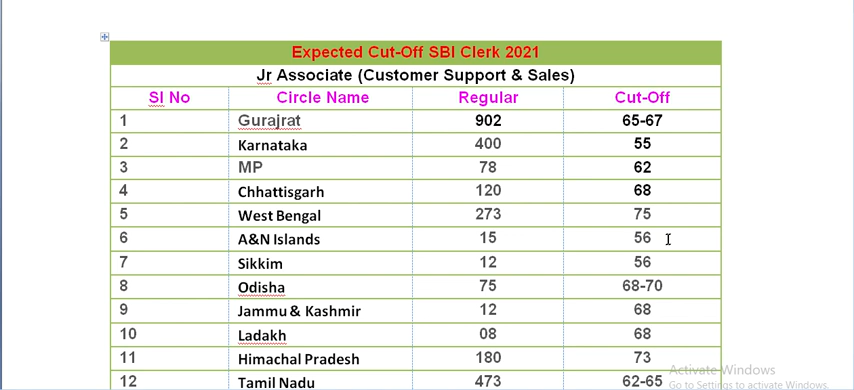 Expected Cut-Off SBI Clerk 2021
Jr Associate (Customer Support & Sales)
SI No Circle Name Regular Cut-Off
1 Gurajrat 902 65-67
2 Karnataka 400 55
3 MP 78 62
4 Chhattisgarh 120 68
5 West Bengal 273 75
6 A&N Islands 15 56
7 Sikkim 12 56
8 Odisha 75 68-70
9 Jammu & Kashmir 12 68
10 Ladakh 08 68
11 Himachal Pradesh 180 73
12 Tamil Nadu 473 62-65
Activate Windows
Go to Settings to activate Windows.